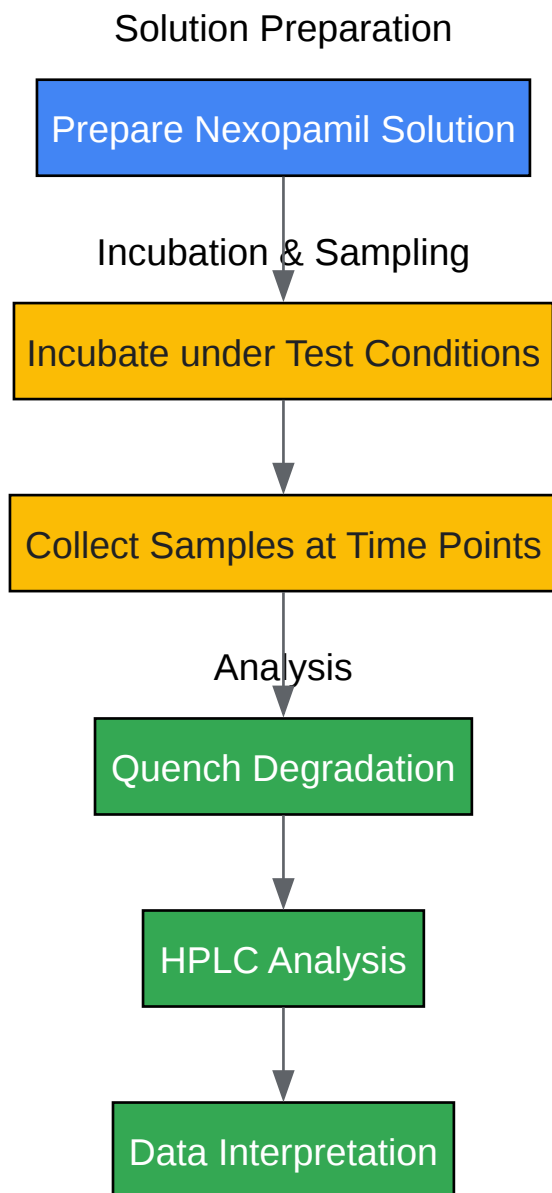 Solution Preparation
Prepare Nexopamil Solution
Incubation & Sampling
Incubate under Test Conditions
Collect Samples at Time Points
Analysis
Quench Degradation
HPLC Analysis
Data Interpretation